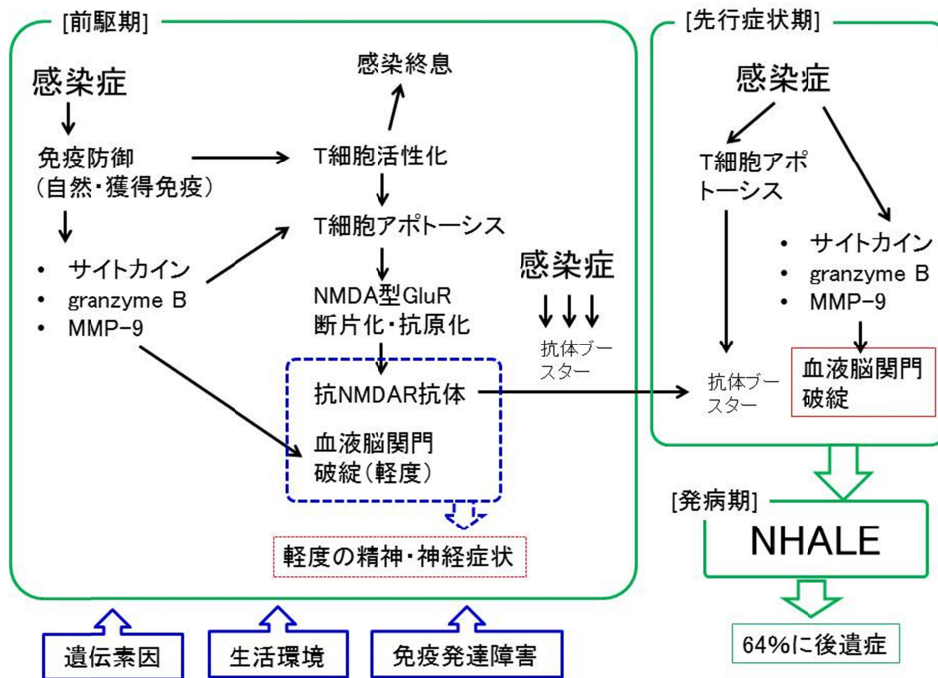 [前駆期]
感染症
免疫防御
(自然・獲得免疫)
• サイトカイン
• granzyme B
• MMP-9
感染終息
T細胞活性化
T細胞アポトーシス
NMDA型GluR
断片化・抗原化
抗NMDAR抗体
血液脳関門
破綻(軽度)
軽度の精神・神経症状
感染症
抗体ブー
スター
遺伝素因
生活環境
免疫発達障害
[先行症状期]
感染症
T細胞アポ
トーシス
• サイトカイン
• granzyme B
• MMP-9
抗体ブー
スター
血液脳関門
破綻
[発病期]
NHALE
64%に後遺症